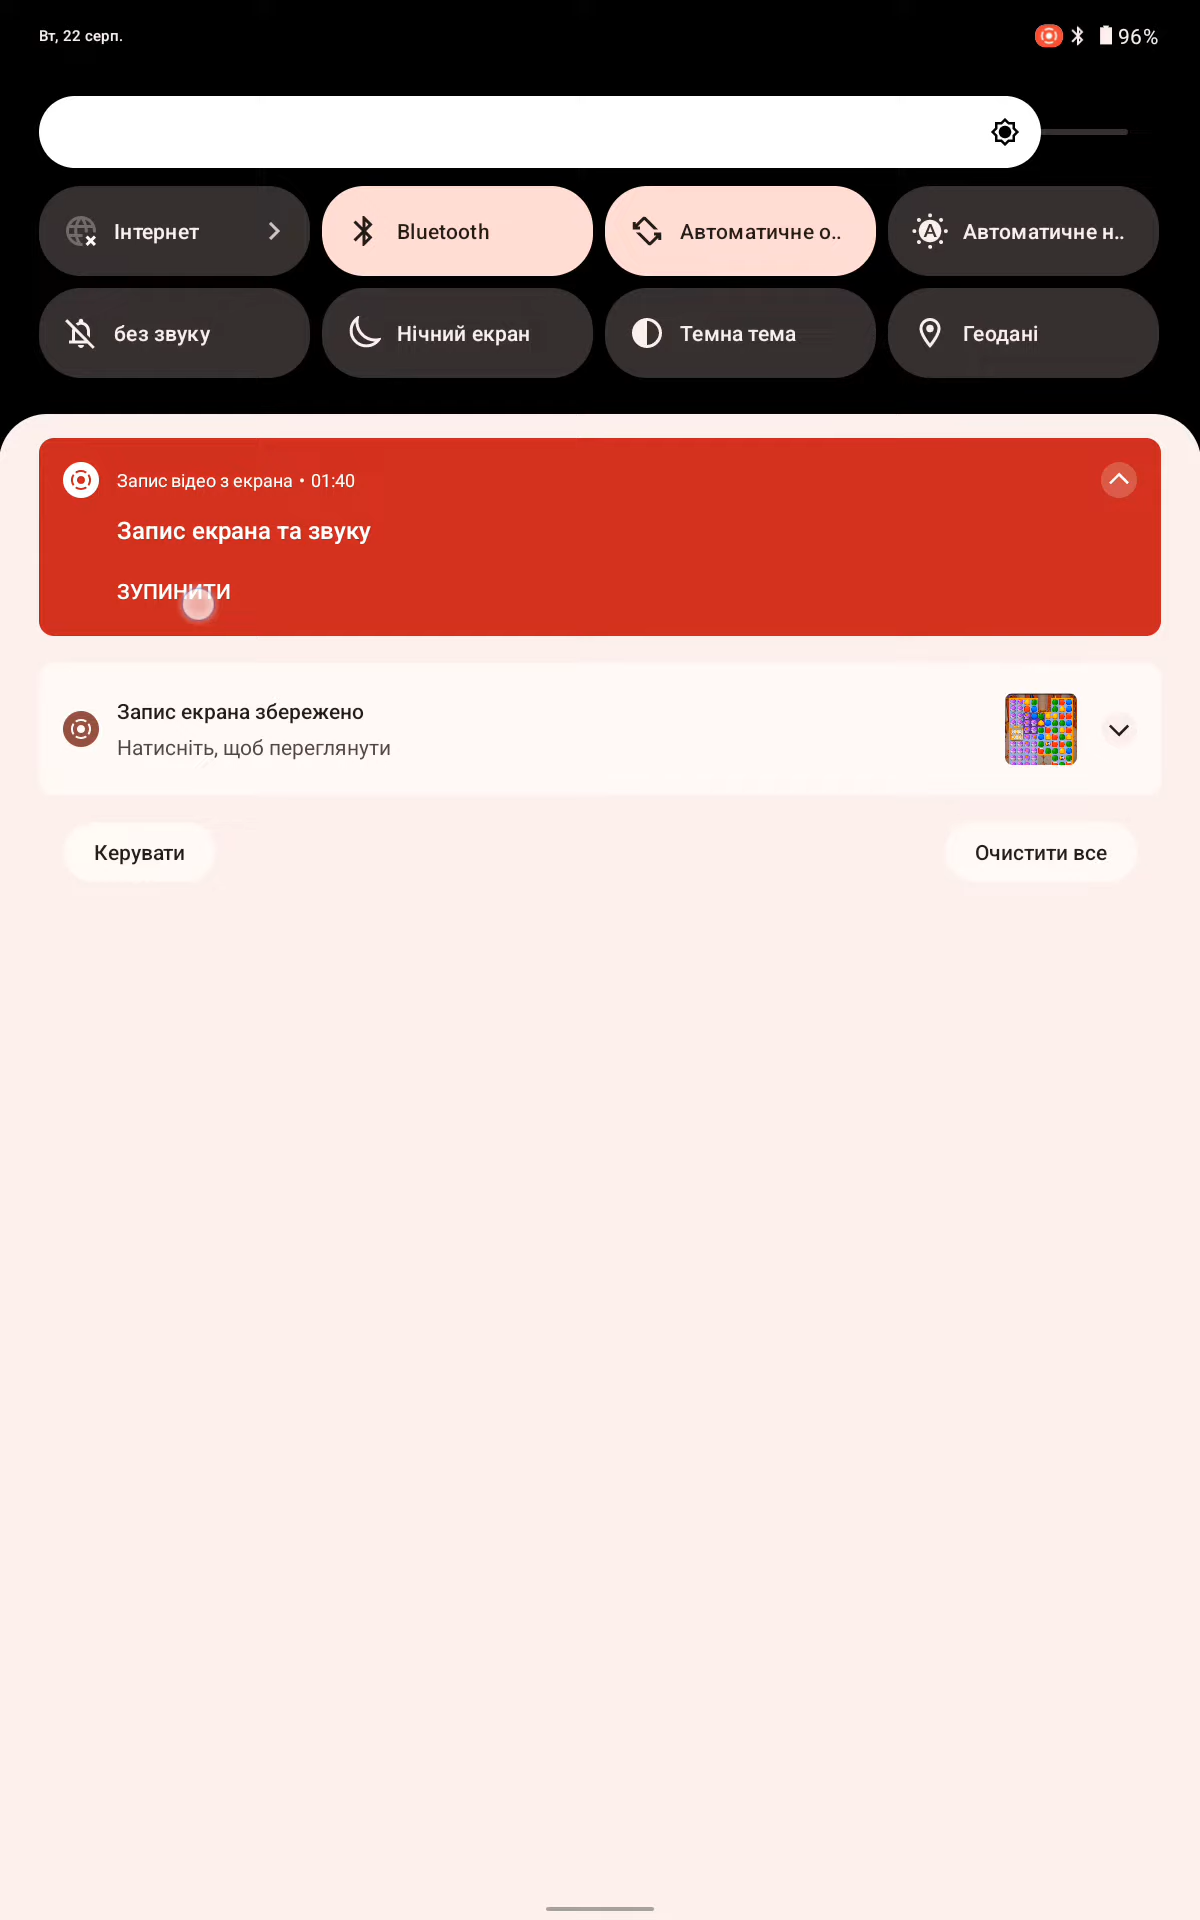 Вт, 22 серп.
96%
Інтернет
Bluetooth
Автоматичне о..
Автоматичне н..
без звуку
Нічний екран
Темна тема
Геодані
Запис відео з екрана • 01:40
Запис екрана та звуку
ЗУПИНИТИ
Запис екрана збережено
Натисніть, щоб переглянути
Керувати
Очистити все